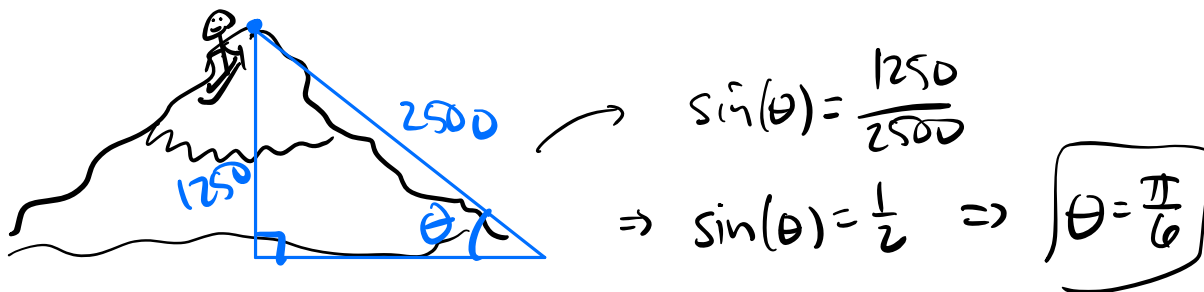 2500
1250
θ
sin(θ) = 1250/2500
⇒ sin(θ) = 1/2 ⇒ θ = π/6